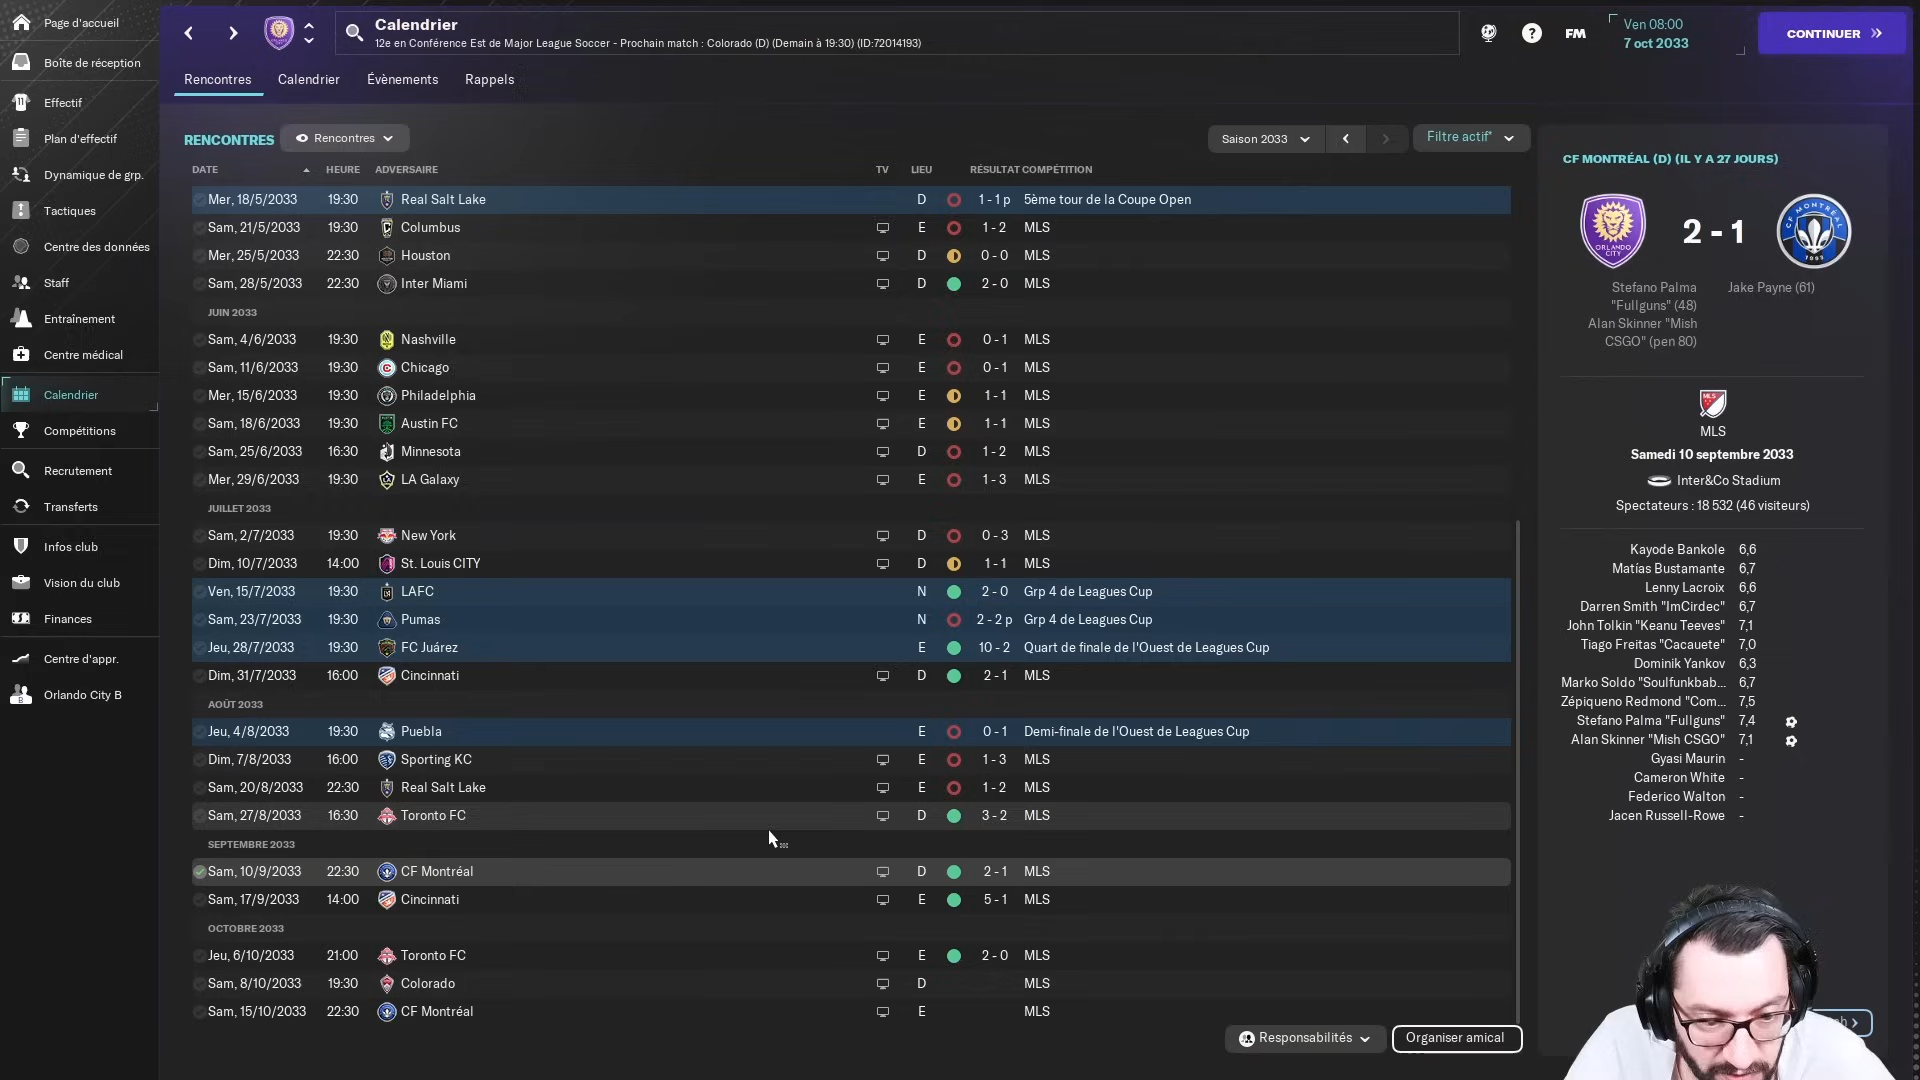 Page d'accueil
Boîte de réception
Effectif
Plan d'effectif
Dynamique de grp.
Tactiques
Centre des données
Staff
Entraînement
Centre médical
Calendrier
Compétitions
Recrutement
Transferts
Infos club
Vision du club
Finances
Centre d'appr.
Orlando City B
Calendrier
12e en Conférence Est de Major League Soccer - Prochain match : Colorado (D) (Demain à 19:30) (ID:72014193)
FM
Ven 08:00
7 oct 2033
CONTINUER
Rencontres Calendrier Évènements Rappels
RENCONTRES Rencontres Saison 2033 Filtre actif*
DATE HEURE ADVERSAIRE TV LIEU RÉSULTAT COMPÉTITION
Mer, 18/5/2033 19:30 Real Salt Lake D 1 - 1 p 5ème tour de la Coupe Open
Sam, 21/5/2033 19:30 Columbus E 1 - 2 MLS
Mer, 25/5/2033 22:30 Houston D 0 - 0 MLS
Sam, 28/5/2033 22:30 Inter Miami D 2 - 0 MLS
JUIN 2033
Sam, 4/6/2033 19:30 Nashville E 0 - 1 MLS
Sam, 11/6/2033 19:30 Chicago E 0 - 1 MLS
Mer, 15/6/2033 19:30 Philadelphia E 1 - 1 MLS
Sam, 18/6/2033 19:30 Austin FC E 1 - 1 MLS
Sam, 25/6/2033 16:30 Minnesota D 1 - 2 MLS
Mer, 29/6/2033 19:30 LA Galaxy E 1 - 3 MLS
JUILLET 2033
Sam, 2/7/2033 19:30 New York D 0 - 3 MLS
Dim, 10/7/2033 14:00 St. Louis CITY D 1 - 1 MLS
Ven, 15/7/2033 19:30 LAFC N 2 - 0 Grp 4 de Leagues Cup
Sam, 23/7/2033 19:30 Pumas N 2 - 2 p Grp 4 de Leagues Cup
Jeu, 28/7/2033 19:30 FC Juárez E 10 - 2 Quart de finale de l'Ouest de Leagues Cup
Dim, 31/7/2033 16:00 Cincinnati D 2 - 1 MLS
AOÛT 2033
Jeu, 4/8/2033 19:30 Puebla E 0 - 1 Demi-finale de l'Ouest de Leagues Cup
Dim, 7/8/2033 16:00 Sporting KC E 1 - 3 MLS
Sam, 20/8/2033 22:30 Real Salt Lake E 1 - 2 MLS
Sam, 27/8/2033 16:30 Toronto FC D 3 - 2 MLS
SEPTEMBRE 2033
Sam, 10/9/2033 22:30 CF Montréal D 2 - 1 MLS
Sam, 17/9/2033 14:00 Cincinnati E 5 - 1 MLS
OCTOBRE 2033
Jeu, 6/10/2033 21:00 Toronto FC E 2 - 0 MLS
Sam, 8/10/2033 19:30 Colorado D MLS
Sam, 15/10/2033 22:30 CF Montréal E MLS
Responsabilités Organiser amical
CF MONTRÉAL (D) (IL Y A 27 JOURS)
ORLANDO CITY
2 - 1
CF MONTRÉAL
Stefano Palma
"Fullguns" (48)
Alan Skinner "Mish
CSGO" (pen 80)
Jake Payne (61)
MLS
Samedi 10 septembre 2033
Inter&Co Stadium
Spectateurs : 18 532 (46 visiteurs)
Kayode Bankole 6,6
Matías Bustamante 6,7
Lenny Lacroix 6,6
Darren Smith "ImCirdec" 6,7
John Tolkin "Keanu Teeves" 7,1
Tiago Freitas "Cacauete" 7,0
Dominik Yankov 6,3
Marko Soldo "Soulfunkbab... 6,7
Zépiqueno Redmond "Com... 7,5
Stefano Palma "Fullguns" 7,4
Alan Skinner "Mish CSGO" 7,1
Gyasi Maurin -
Cameron White -
Federico Walton -
Jacen Russell-Rowe -